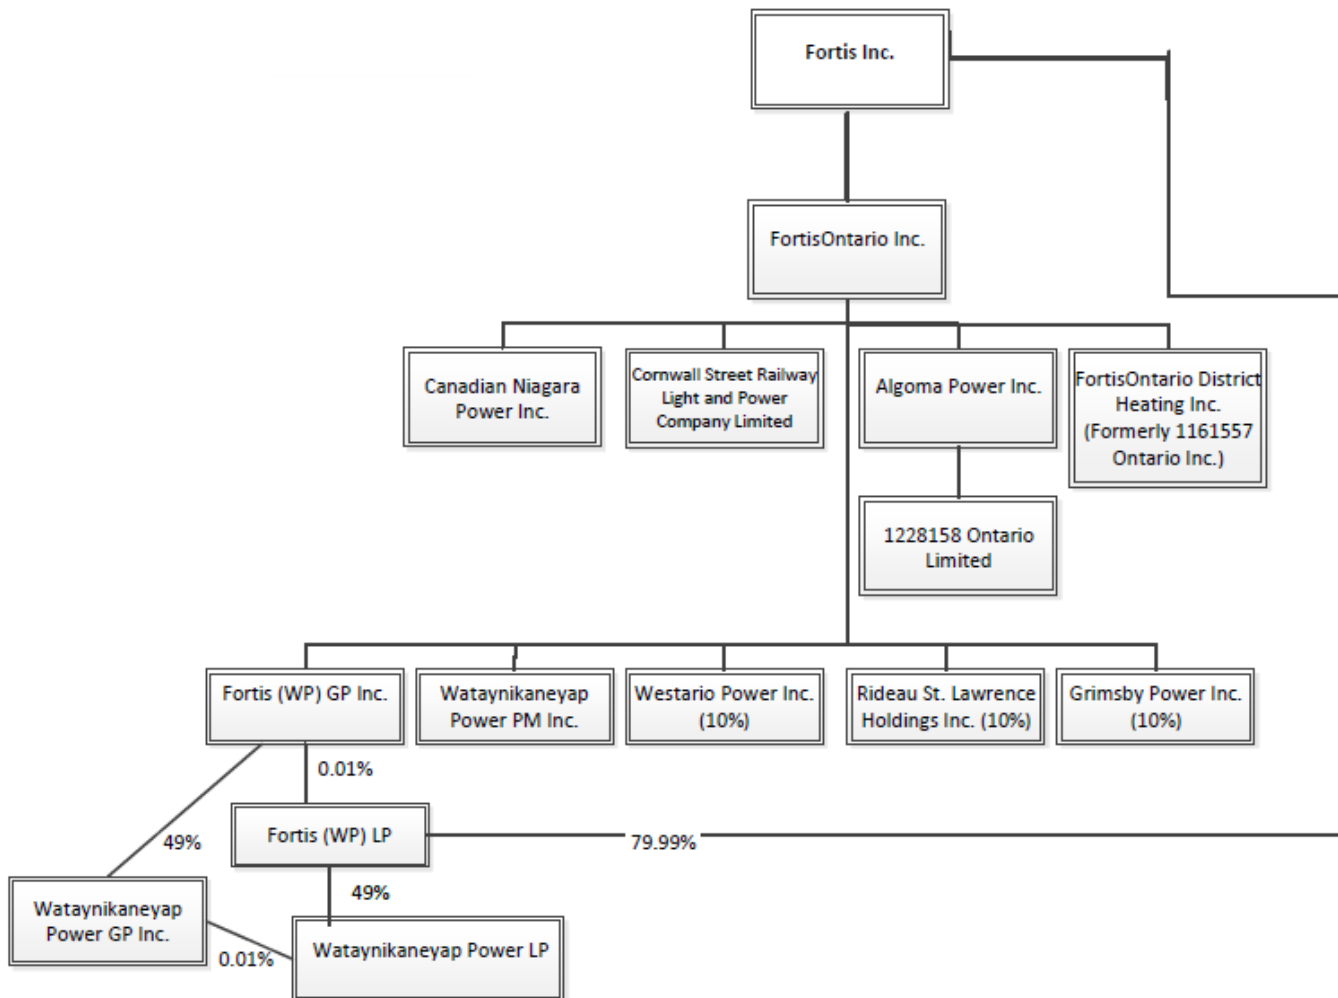 Fortis Inc.
FortisOntario Inc.
Canadian Niagara
Power Inc.
Cornwall Street Railway
Light and Power
Company Limited
Algoma Power Inc.
FortisOntario District
Heating Inc.
(Formerly 1161557
Ontario Inc.)
1228158 Ontario
Limited
Fortis (WP) GP Inc.
Wataynikaneyap
Power PM Inc.
Westario Power Inc.
(10%)
Rideau St. Lawrence
Holdings Inc. (10%)
Grimsby Power Inc.
(10%)
0.01%
49%
Fortis (WP) LP
79.99%
49%
Wataynikaneyap
Power GP Inc.
0.01%
Wataynikaneyap Power LP